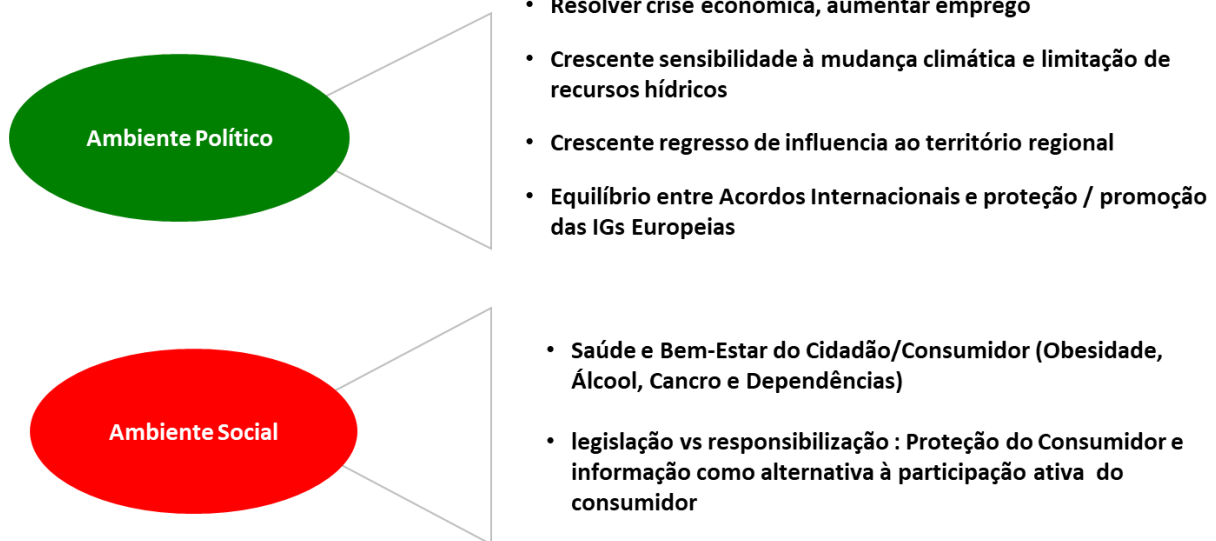 • Resolver crise económica, aumentar emprego
• Crescente sensibilidade à mudança climática e limitação de
recursos hídricos
Ambiente Político
• Crescente regresso de influencia ao território regional
• Equilíbrio entre Acordos Internacionais e proteção / promoção
das IGs Europeias
• Saúde e Bem-Estar do Cidadão/Consumidor (Obesidade,
Álcool, Cancro e Dependências)
Ambiente Social
• legislação vs responsibilização : Proteção do Consumidor e
informação como alternativa à participação ativa do
consumidor